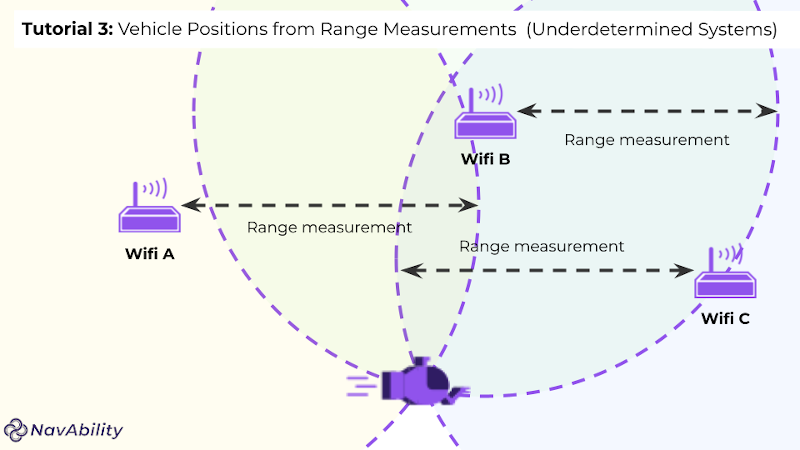 Tutorial 3: Vehicle Positions from Range Measurements (Underdetermined Systems)
Range measurement
Wifi B
Range measurement
Wifi A
Range measurement
Wifi C
NavAbility